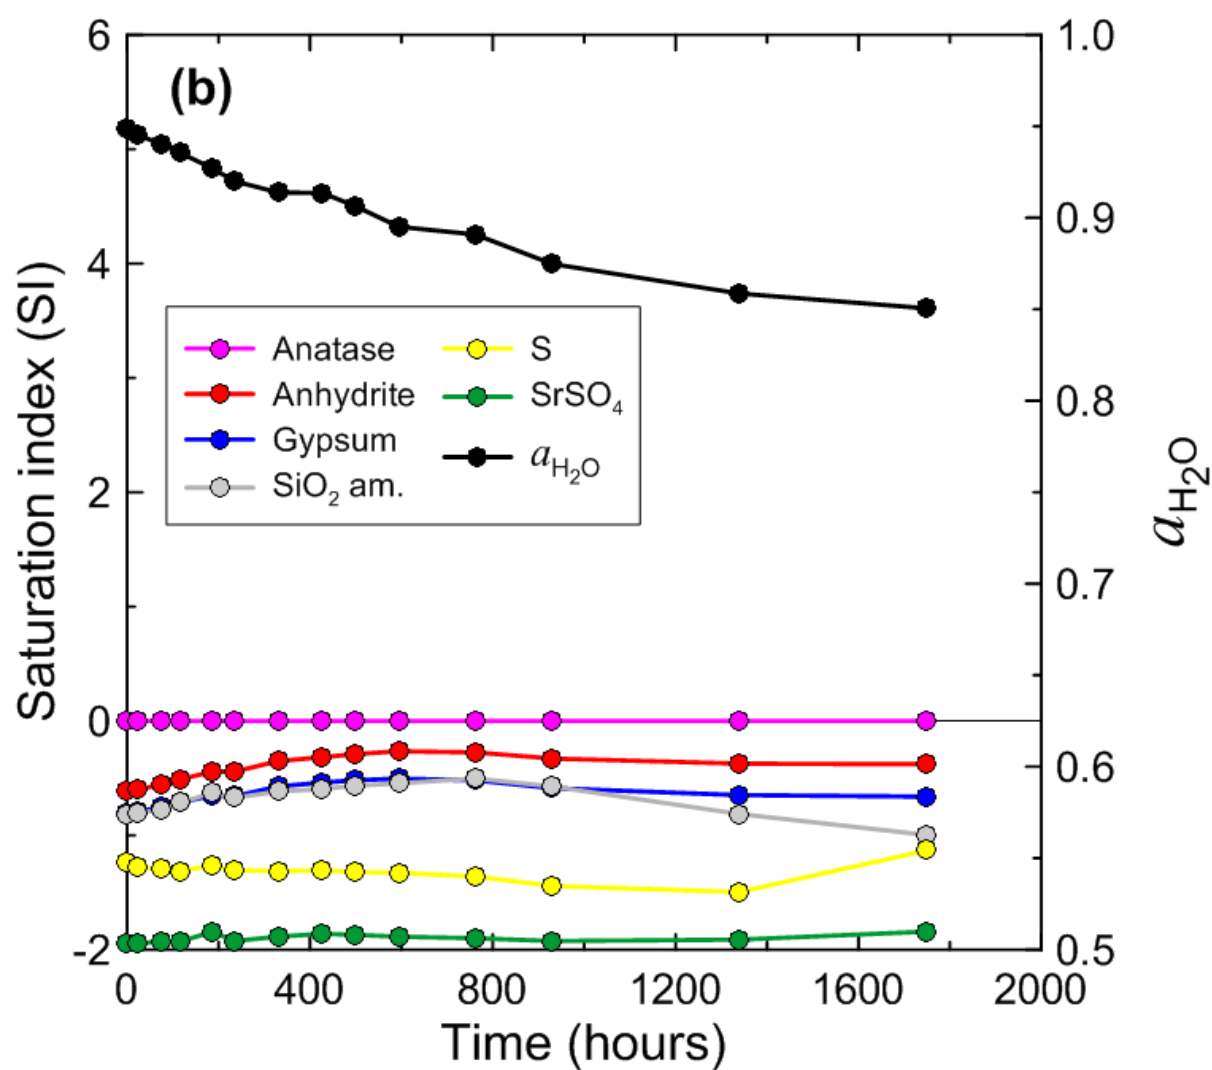 (b)
6
4
2
0
-2
Saturation index (SI)
1.0
0.9
0.8
0.7
0.6
0.5
aH₂O
Anatase
Anhydrite
Gypsum
SiO₂ am.
S
SrSO₄
aH₂O
0 400 800 1200 1600 2000
Time (hours)